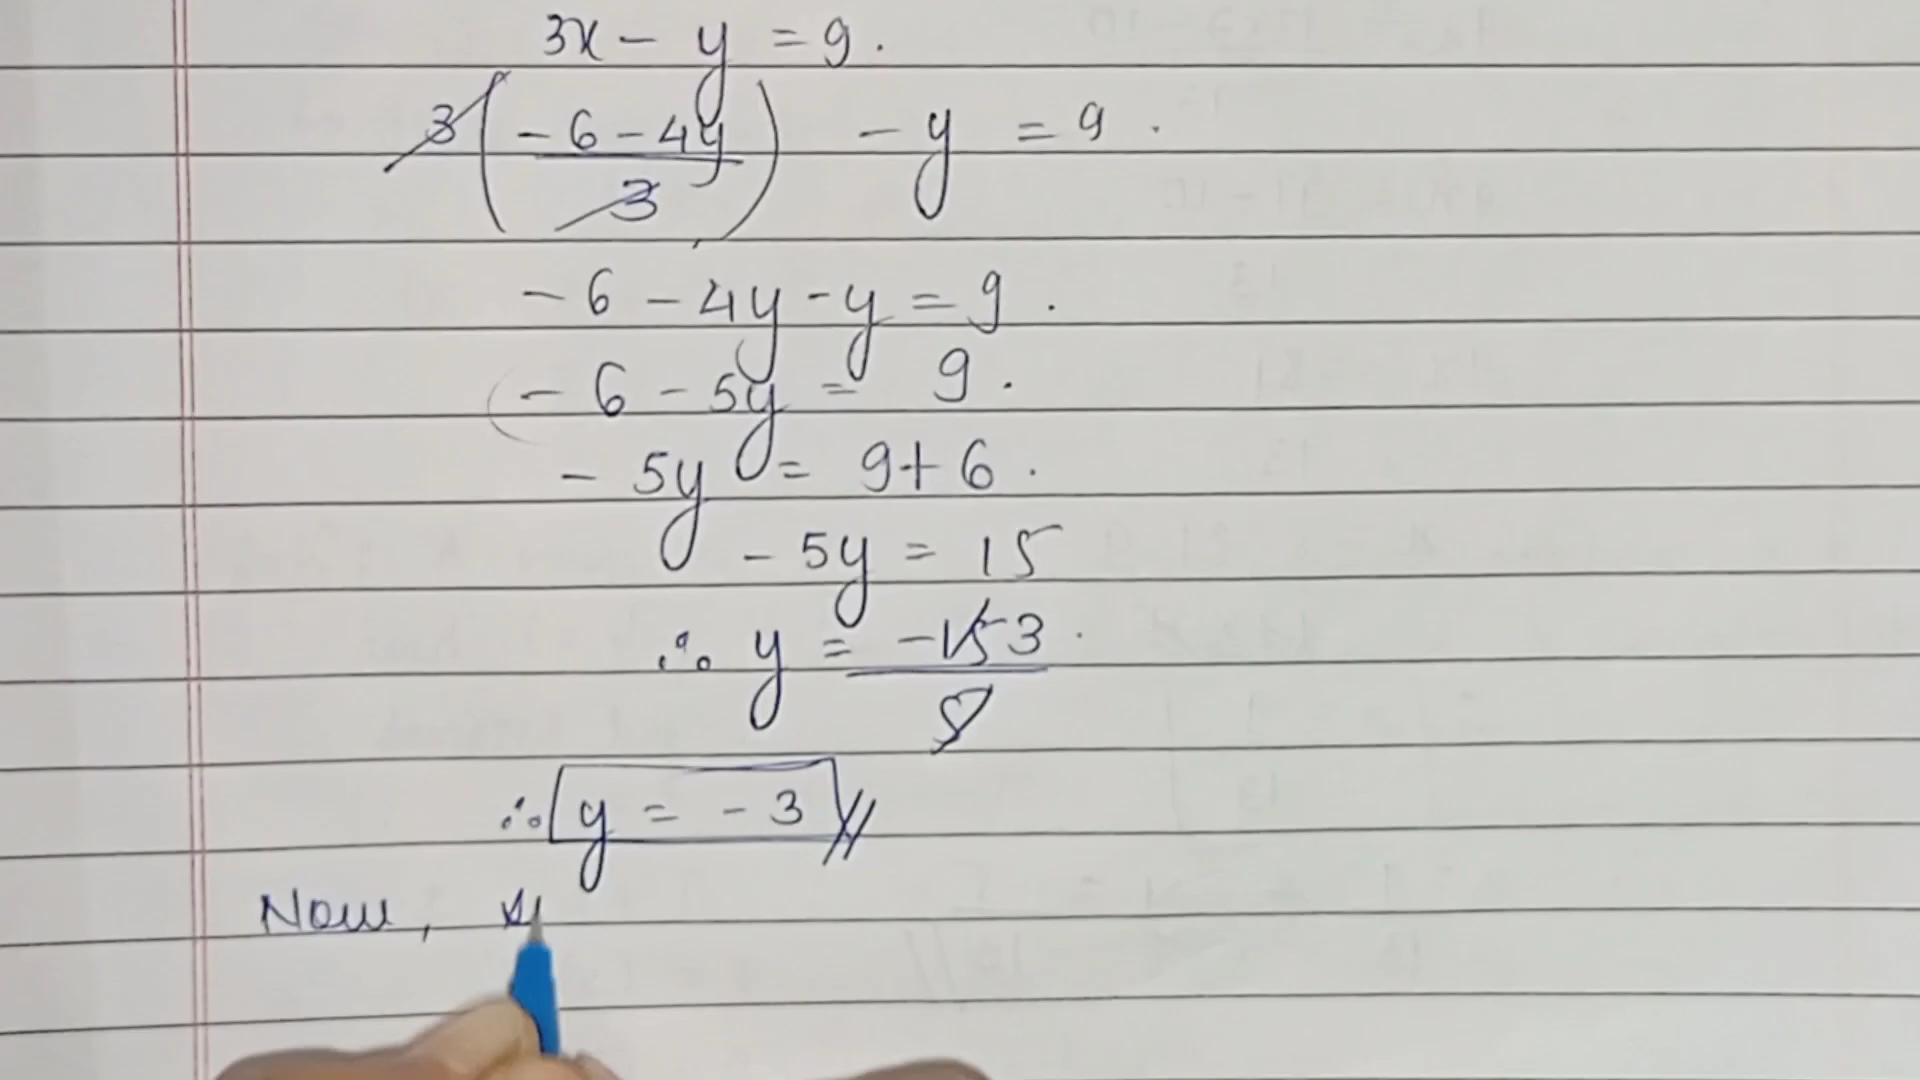 3x - y = 9.
3(-6-4y/3) - y = 9.
-6 - 4y - y = 9.
-6 - 5y = 9.
-5y = 9+6.
-5y = 15
∴ y = -15 3 / 5
∴ y = -3 //
Now,